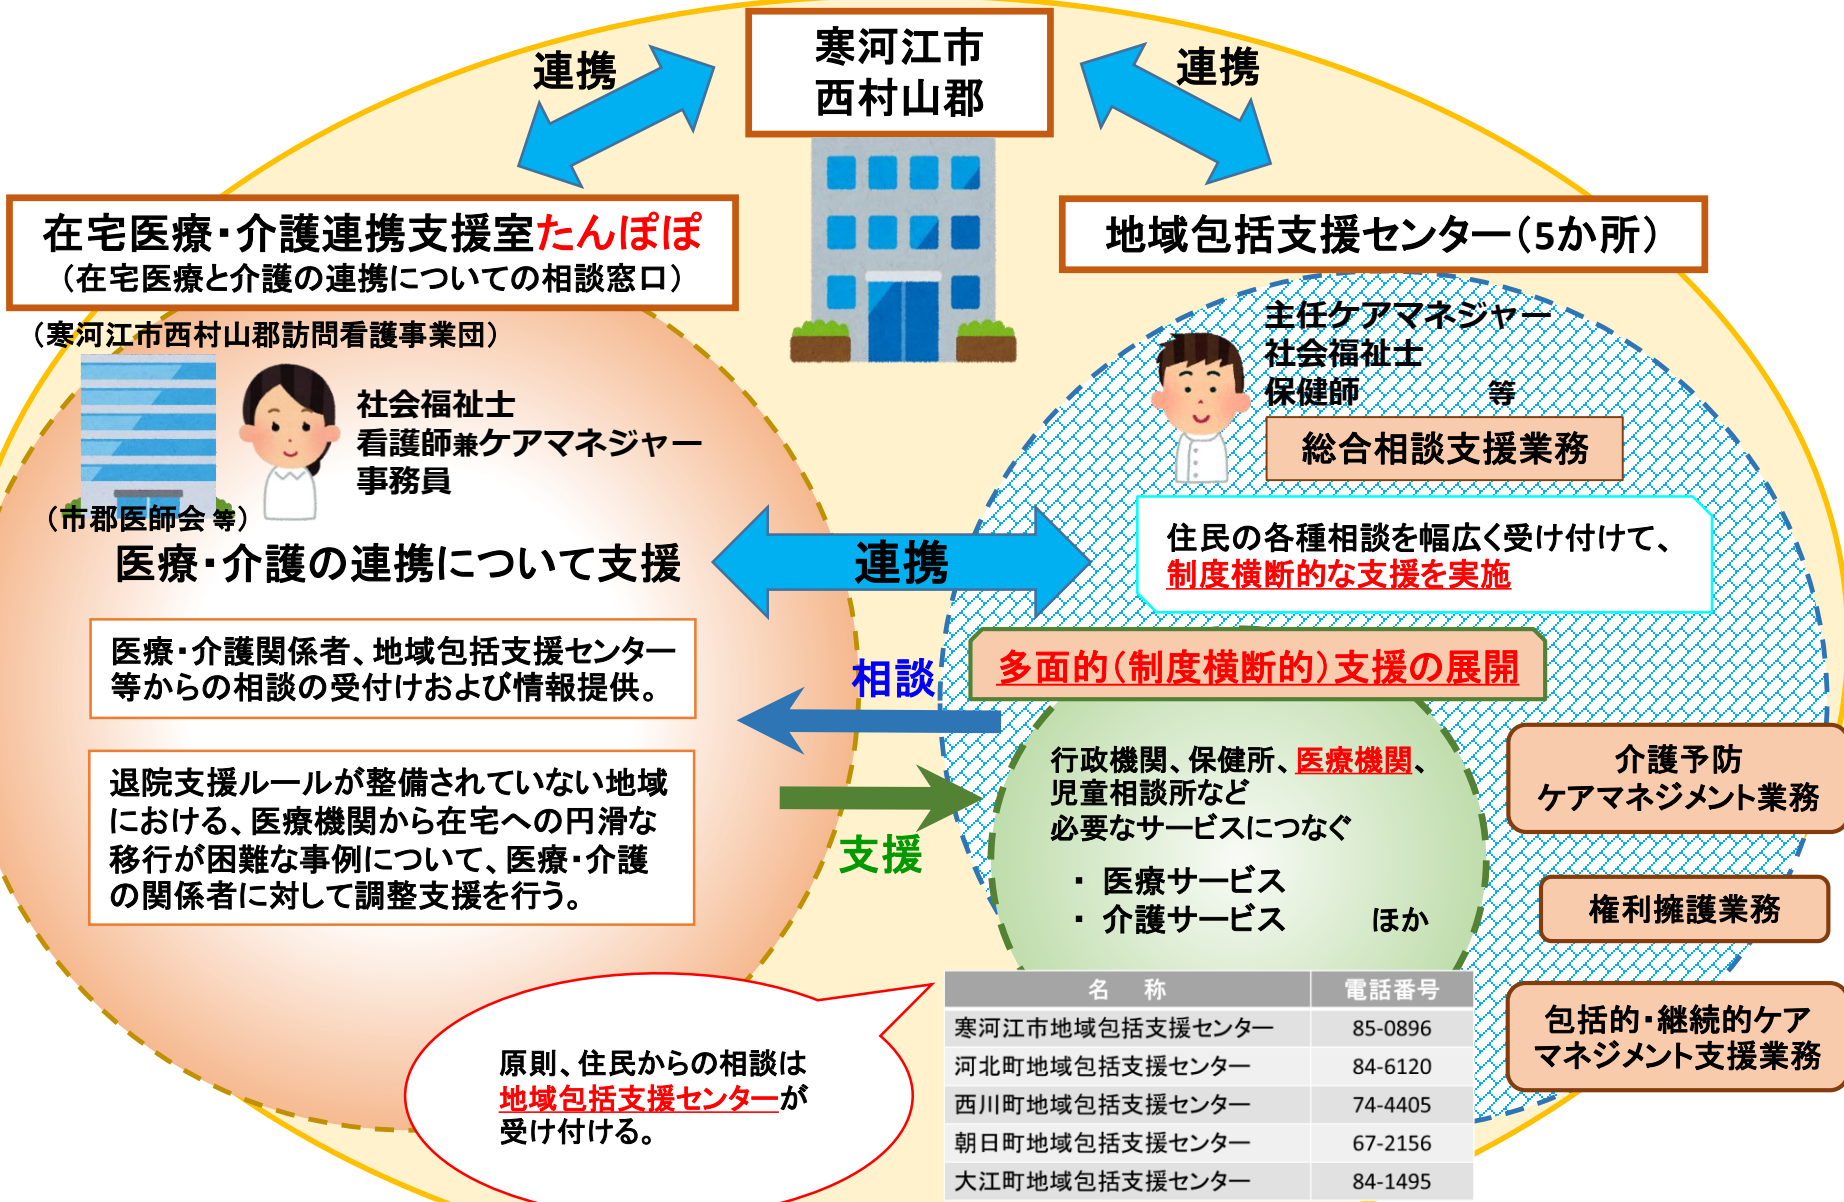 寒河江市
西村山郡
連携
連携
在宅医療・介護連携支援室たんぽぽ
（在宅医療と介護の連携についての相談窓口）
（寒河江市西村山郡訪問看護事業団）
社会福祉士
看護師兼ケアマネジャー
事務員
（市郡医師会 等）
医療・介護の連携について支援
医療・介護関係者、地域包括支援センター
等からの相談の受付けおよび情報提供。
退院支援ルールが整備されていない地域
における、医療機関から在宅への円滑な
移行が困難な事例について、医療・介護
の関係者に対して調整支援を行う。
連携
相談
支援
地域包括支援センター（5か所）
主任ケアマネジャー
社会福祉士
保健師 等
総合相談支援業務
住民の各種相談を幅広く受け付けて、
制度横断的な支援を実施
多面的（制度横断的）支援の展開
行政機関、保健所、医療機関、
児童相談所など
必要なサービスにつなぐ
・ 医療サービス
・ 介護サービス ほか
介護予防
ケアマネジメント業務
権利擁護業務
包括的・継続的ケア
マネジメント支援業務
原則、住民からの相談は
地域包括支援センターが
受け付ける。
名 称 電話番号
寒河江市地域包括支援センター 85-0896
河北町地域包括支援センター 84-6120
西川町地域包括支援センター 74-4405
朝日町地域包括支援センター 67-2156
大江町地域包括支援センター 84-1495